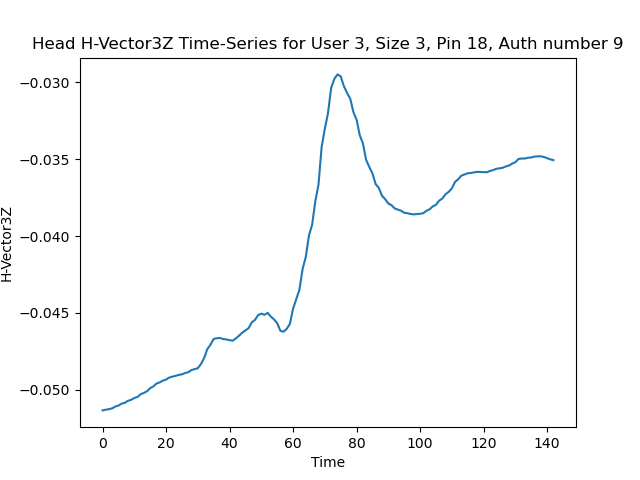 Head H-Vector3Z Time-Series for User 3, Size 3, Pin 18, Auth number 9
−0.030
−0.035
−0.040
−0.045
−0.050
H-Vector3Z
0 20 40 60 80 100 120 140
Time